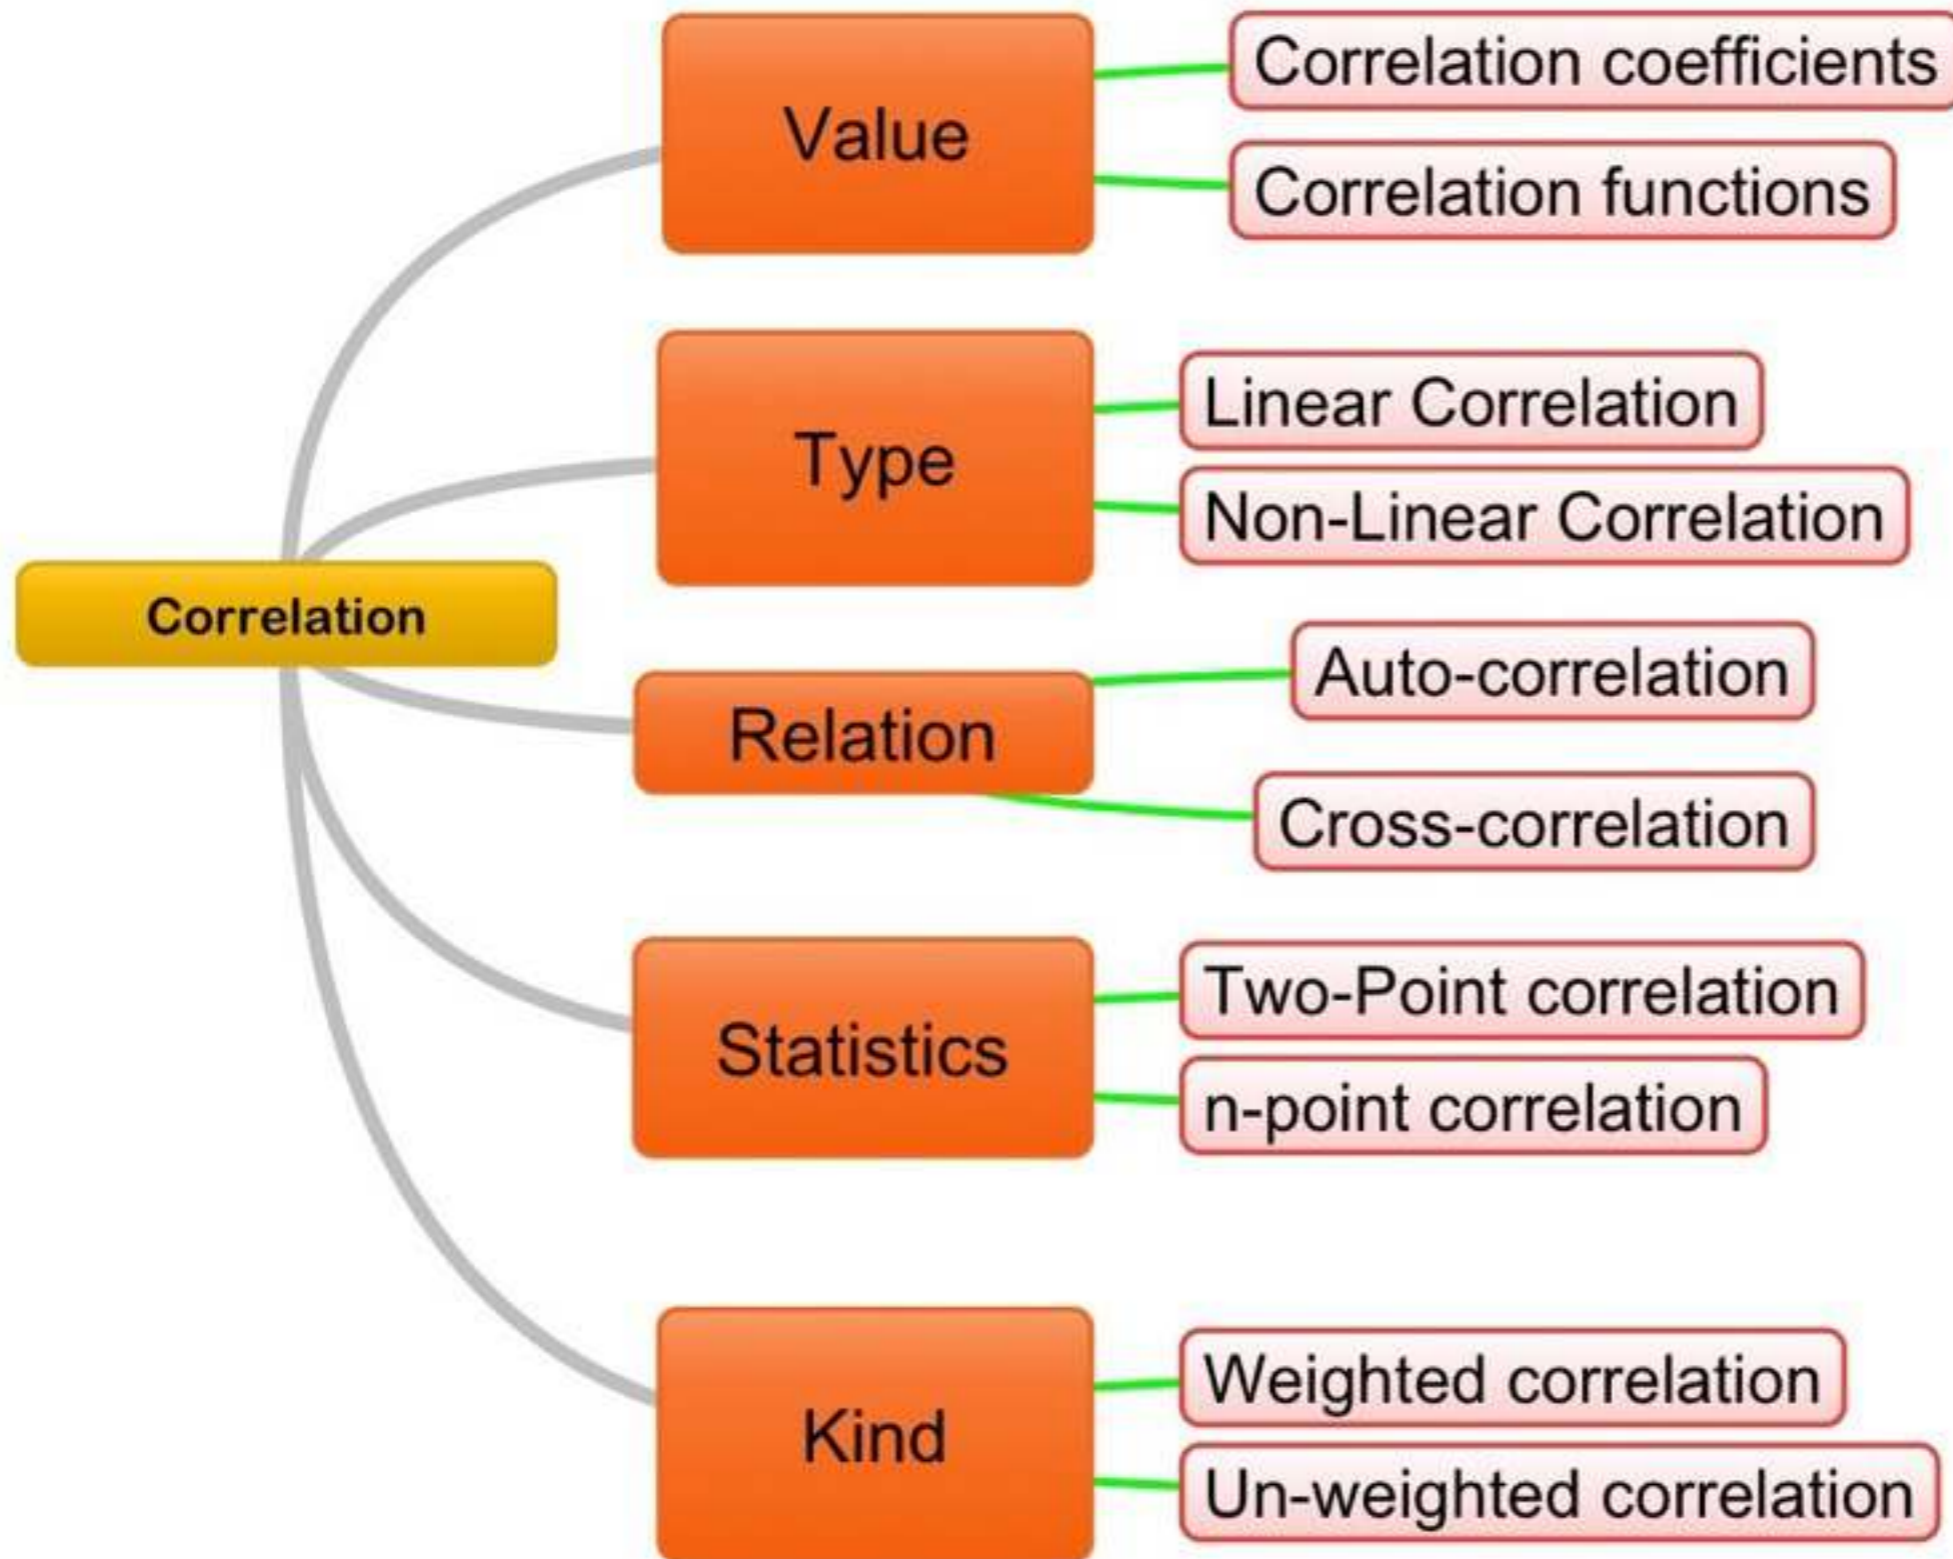 Correlation
Value
Correlation coefficients
Correlation functions
Type
Linear Correlation
Non-Linear Correlation
Relation
Auto-correlation
Cross-correlation
Statistics
Two-Point correlation
n-point correlation
Kind
Weighted correlation
Un-weighted correlation